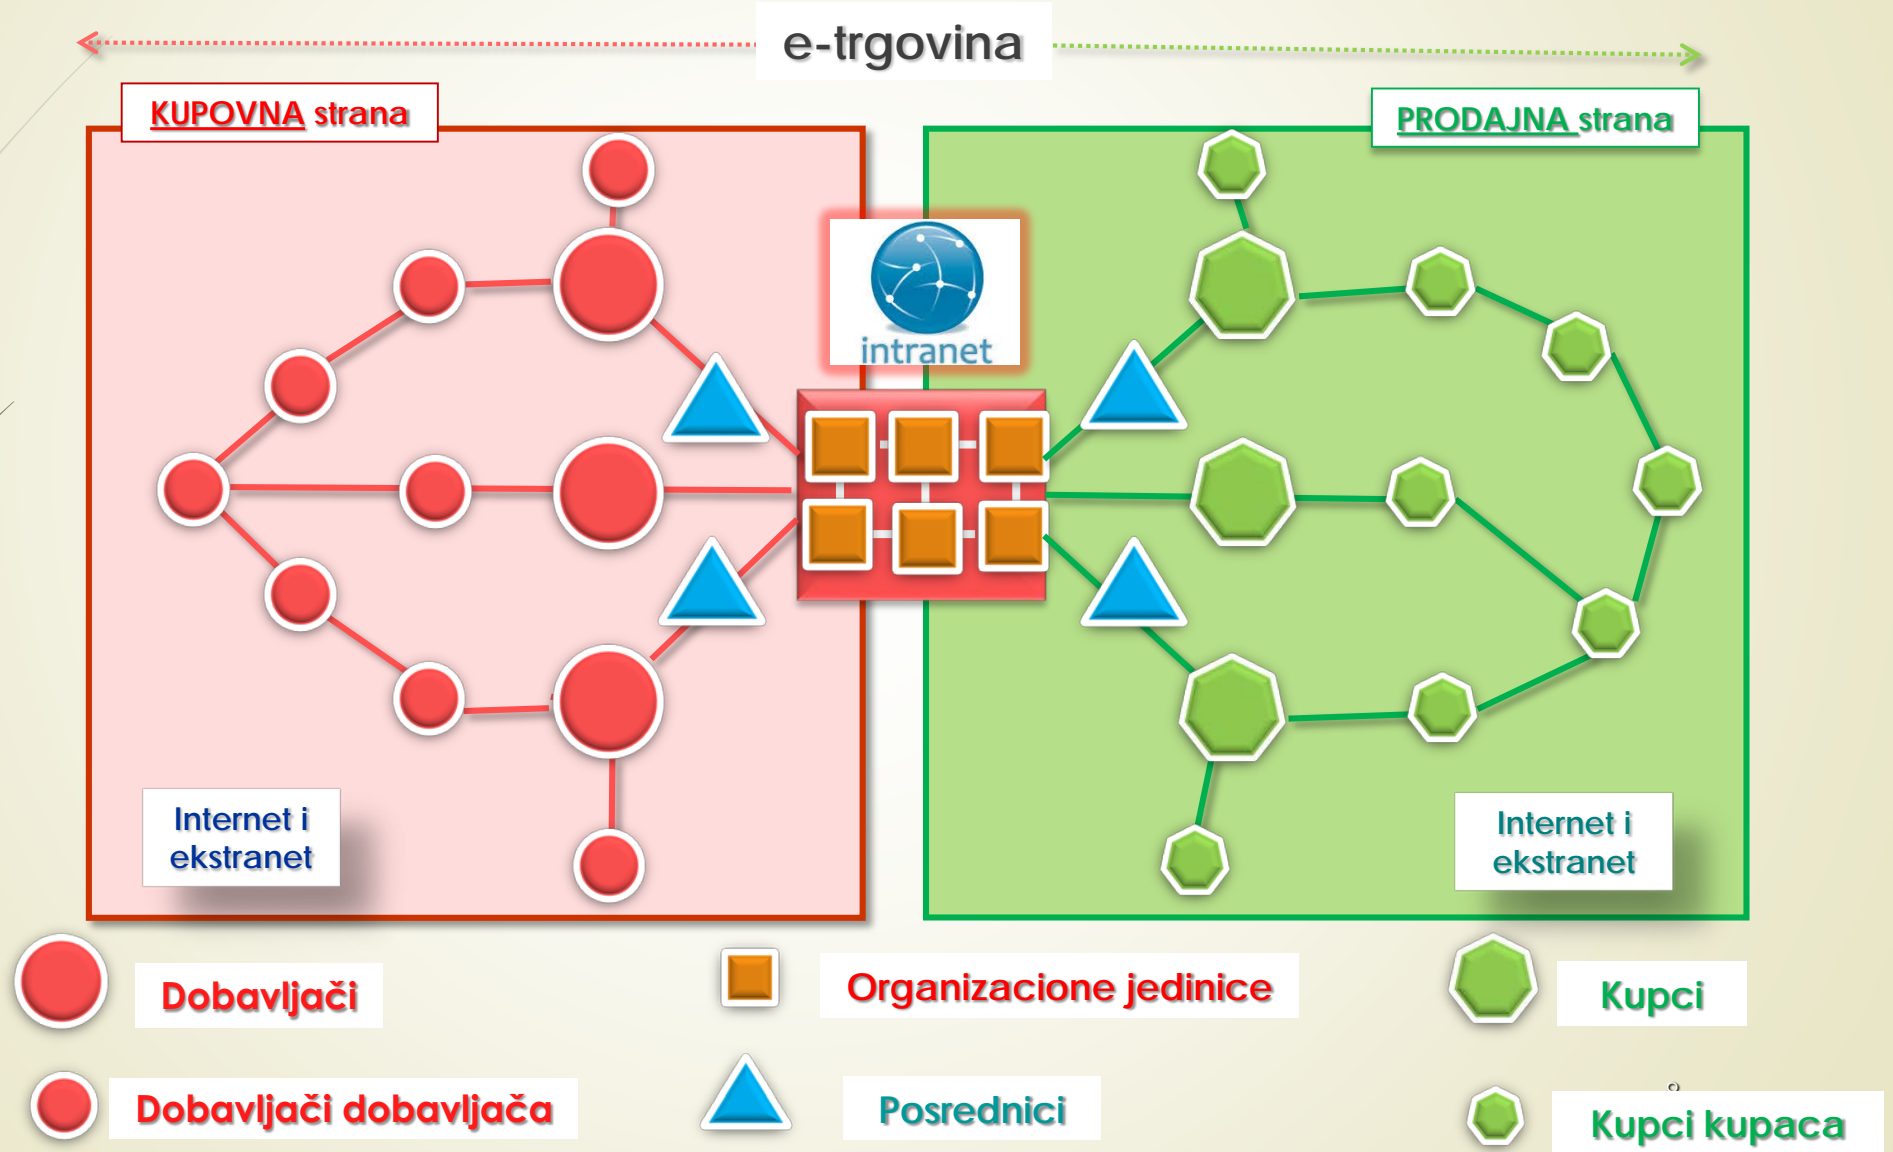 e-trgovina
KUPOVNA strana
PRODAJNA strana
intranet
Internet i
ekstranet
Internet i
ekstranet
Dobavljači
Organizacione jedinice
Kupci
Dobavljači dobavljača
Posrednici
Kupci kupaca